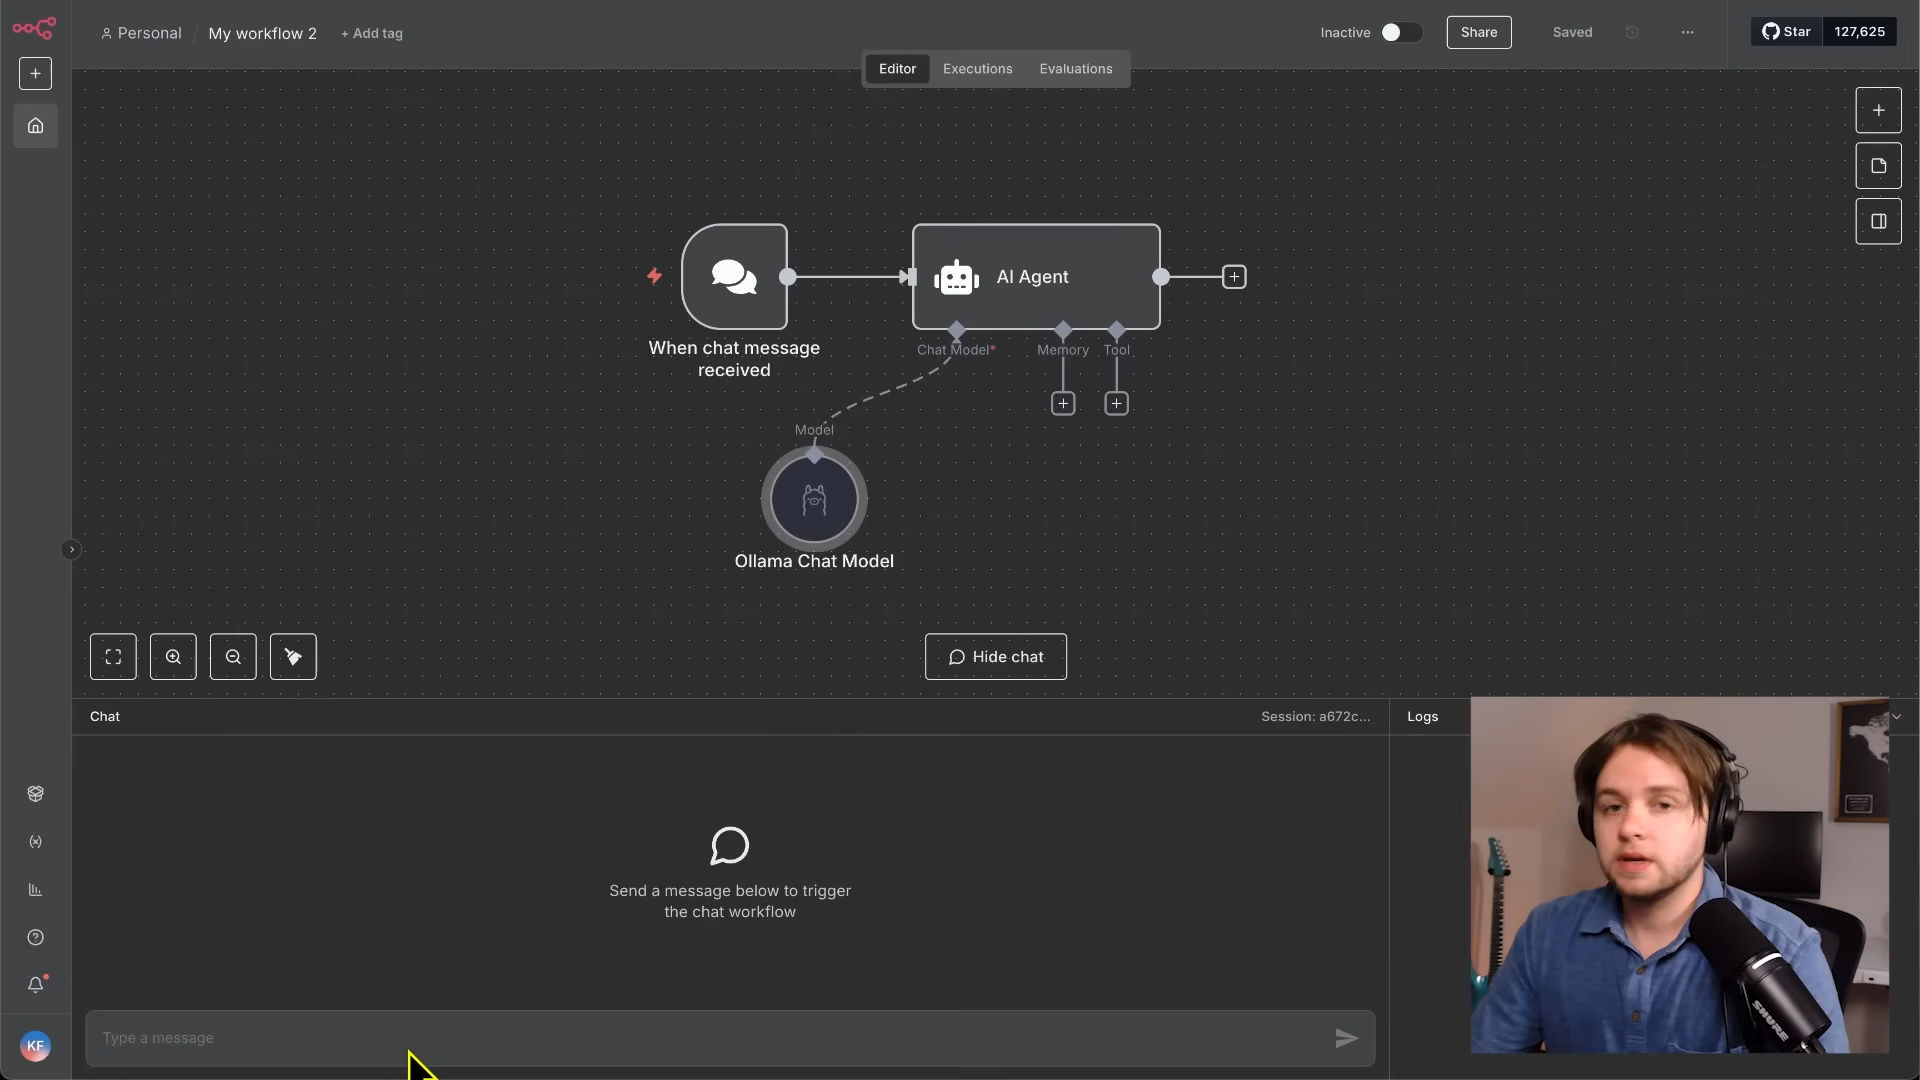 Personal / My workflow 2 + Add tag
Inactive
Share
Saved
Star 127,625
Editor Executions Evaluations
AI Agent
When chat message
received
Chat Model*
Memory
Tool
Model
Ollama Chat Model
Hide chat
Chat
Session: a672c...
Logs
Send a message below to trigger
the chat workflow
Type a message
KF
SHURE